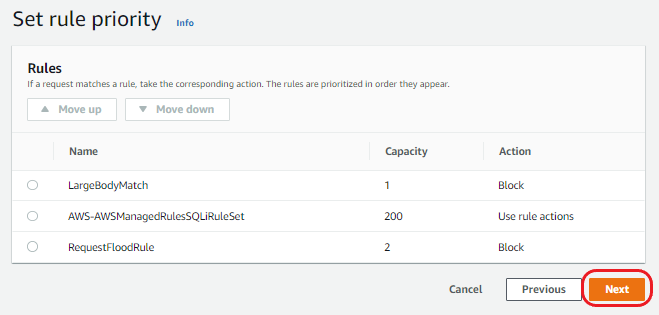 Set rule priority Info
Rules
If a request matches a rule, take the corresponding action. The rules are prioritized in order they appear.
▲ Move up ▼ Move down
Name Capacity Action
LargeBodyMatch 1 Block
AWS-AWSManagedRulesSQLiRuleSet 200 Use rule actions
RequestFloodRule 2 Block
Cancel Previous Next